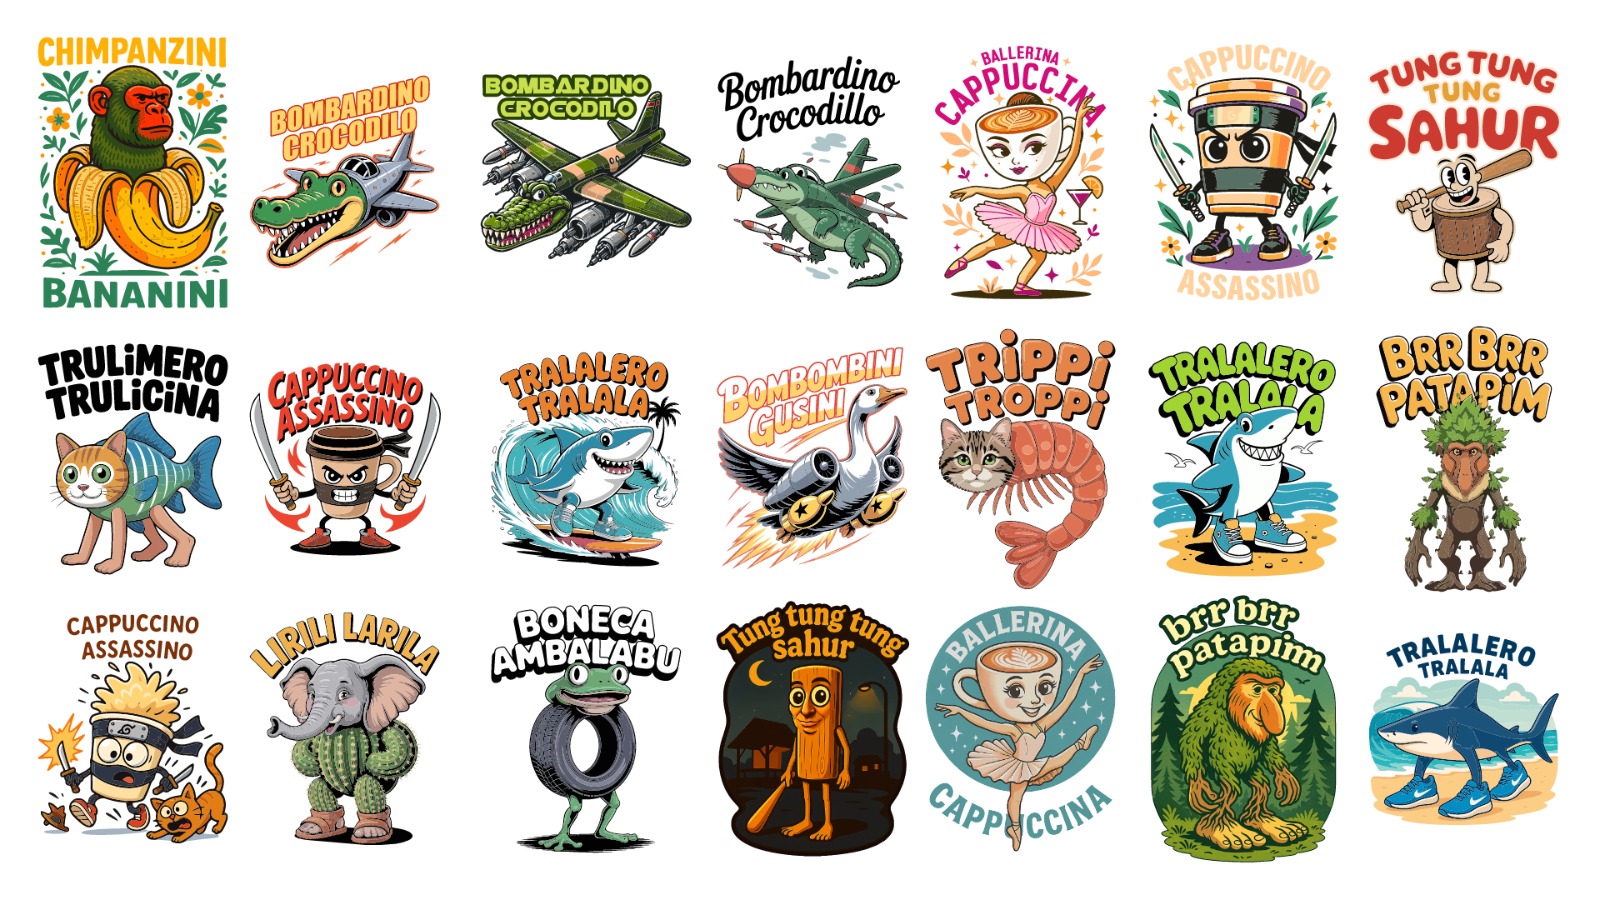 CHIMPANZINI
BANANINI
BOMBARDINO
CROCODILO
BOMBARDINO
CROCODILO
Bombardino
Crocodillo
BALLERINA
CAPPUCCINA
CAPPUCCINO
ASSASSINO
TUNG TUNG
TUNG
SAHUR
TRULiMERO
TRULiCiNA
CAPPUCCINO
ASSASSINO
TRALALERO
TRALALA
BOMBOMBINI
GUSINI
TRiPPi
TROPPi
TRALALERO
TRALALA
BRR BRR
PATAPiM
CAPPUCCINO
ASSASSINO
LIRILI LARILA
BONECA
AMBALABU
Tung tung tung
sahur
BALLERINA
CAPPUCCINA
brr brr
patapim
TRALALERO
TRALALA